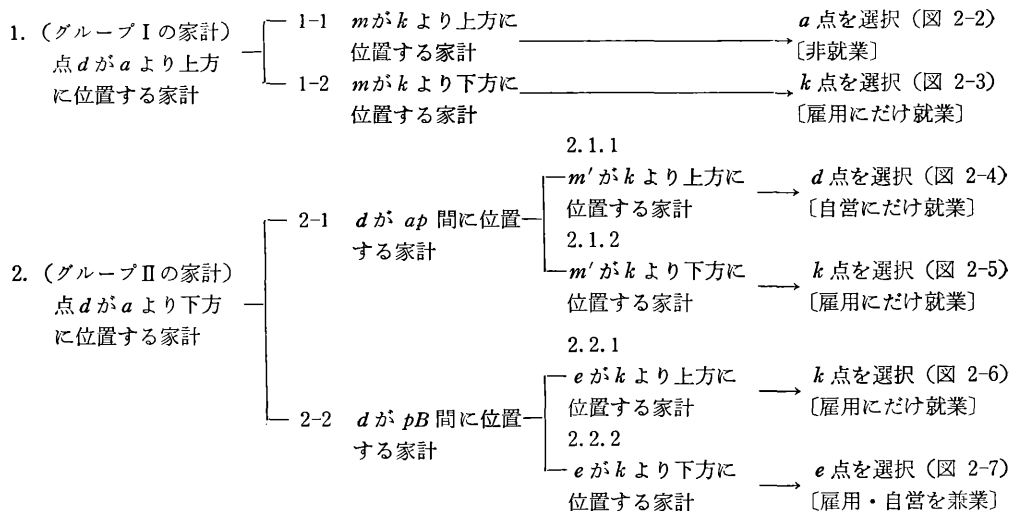 1. (グループⅠの家計)
点dがaより上方
に位置する家計
1-1 mがkより上方に
位置する家計
a点を選択(図 2-2)
〔非就業〕
1-2 mがkより下方に
位置する家計
k点を選択(図 2-3)
〔雇用にだけ就業〕
2. (グループⅡの家計)
点dがaより下方
に位置する家計
2-1 dがap間に位置
する家計
2.1.1
m′がkより上方に
位置する家計
d点を選択(図 2-4)
〔自営にだけ就業〕
2.1.2
m′がkより下方に
位置する家計
k点を選択(図 2-5)
〔雇用にだけ就業〕
2-2 dがpB間に位置
する家計
2.2.1
eがkより上方に
位置する家計
k点を選択(図 2-6)
〔雇用にだけ就業〕
2.2.2
eがkより下方に
位置する家計
e点を選択(図 2-7)
〔雇用・自営を兼業〕